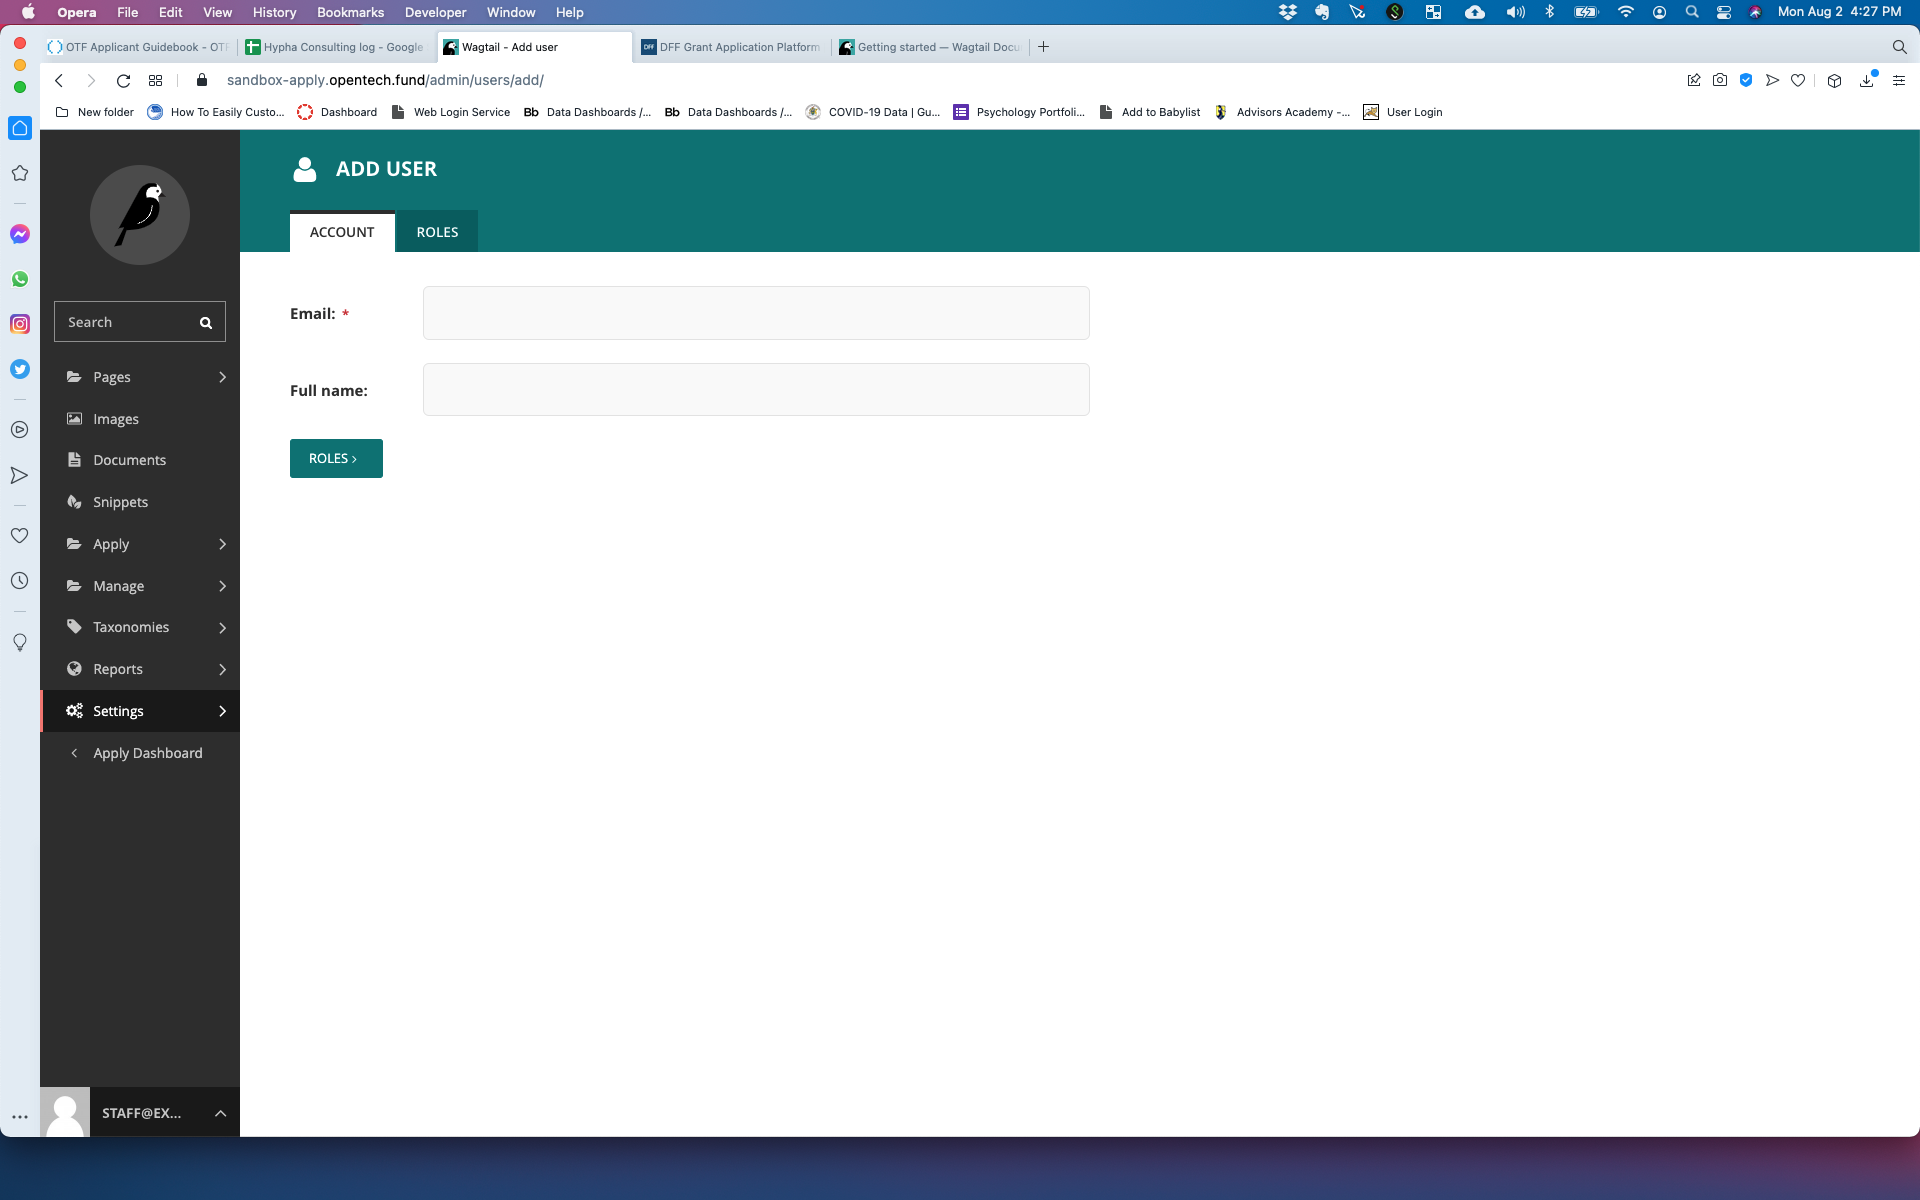 Opera File Edit View History Bookmarks Developer Window Help Mon Aug 2 4:27 PM
OTF Applicant Guidebook - OTF Hypha Consulting log - Google Wagtail - Add user DFF DFF Grant Application Platform Getting started — Wagtail Docu
sandbox-apply.opentech.fund/admin/users/add/
New folder How To Easily Custo... Dashboard Web Login Service Bb Data Dashboards /... Bb Data Dashboards /... COVID-19 Data | Gu... Psychology Portfoli... Add to Babylist Advisors Academy -... User Login
ADD USER
ACCOUNT ROLES
Email: *
Full name:
ROLES ›
Search
Pages
Images
Documents
Snippets
Apply
Manage
Taxonomies
Reports
Settings
Apply Dashboard
STAFF@EX...